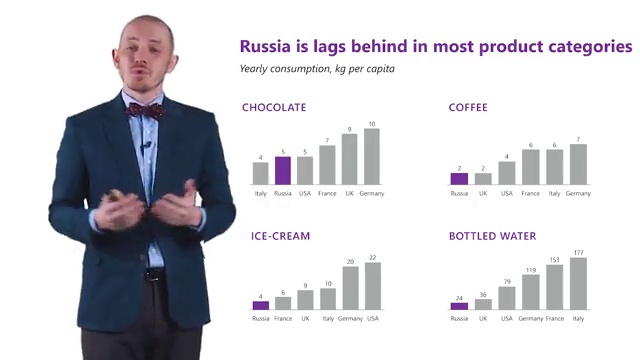 Russia is lags behind in most product categories
Yearly consumption, kg per capita
CHOCOLATE
4 5 5 7 9 10
Italy Russia USA France UK Germany
COFFEE
2 2 4 6 6 7
Russia UK USA France Italy Germany
ICE-CREAM
4 6 9 10 20 22
Russia France UK Italy Germany USA
BOTTLED WATER
24 36 79 119 153 177
Russia UK USA Germany France Italy